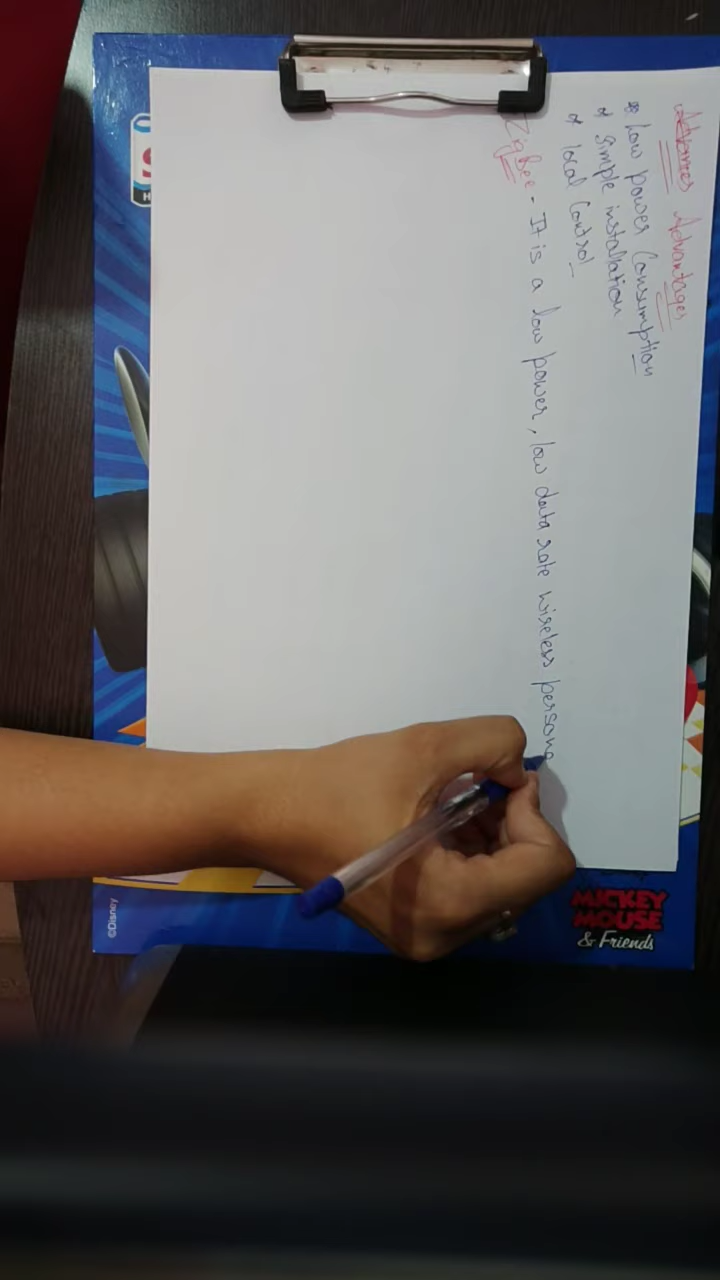 Advantages
* Low power Consumption
* simple installation
* local Control
ZigBee - It is a low power, low data rate wireless persona
MICKEY
MOUSE
& Friends
©Disney